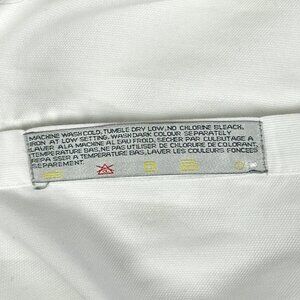 MACHINE WASH COLD, TUMBLE DRY LOW, NO CHLORINE BLEACH,
IRON AT LOW SETTING. WASH DARK COLOUR SEPARATELY
LAVER A LA MACHINE AL EAU FROID, SECHER PAR CULBUTAGE A
TEMPERATURE BAS, NE PAS UTILISER DE CHLORURE DE COLORANT,
REPASSER A TEMPERATURE BAS, LAVER LES COULEURS FONCEES
SEPAREMENT.